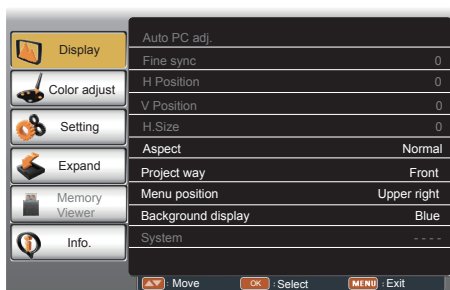 Display
Color adjust
Setting
Expand
Memory
Viewer
Info.
Auto PC adj.
Fine sync 0
H Position 0
V Position 0
H.Size 0
Aspect Normal
Project way Front
Menu position Upper right
Background display Blue
System - - - -
: Move OK : Select MENU : Exit